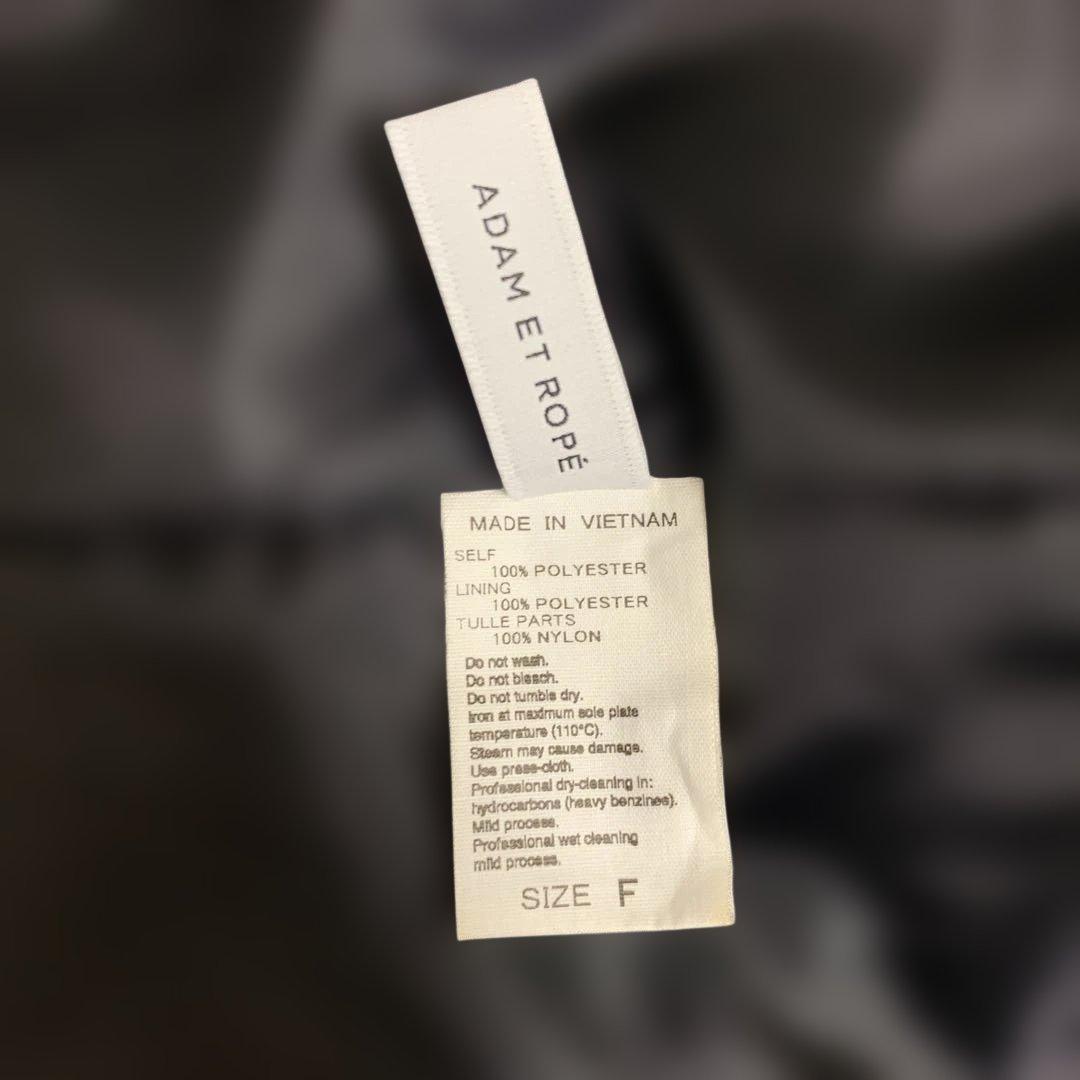 ADAM ET ROPÉ
MADE IN VIETNAM
SELF
100% POLYESTER
LINING
100% POLYESTER
TULLE PARTS
100% NYLON
Do not wash.
Do not bleach.
Do not tumble dry.
Iron at maximum sole plate
temperature (110°C).
Steam may cause damage.
Use press-cloth.
Professional dry-cleaning in:
hydrocarbons (heavy benzines).
Mild process.
Professional wet cleaning
mild process.
SIZE F